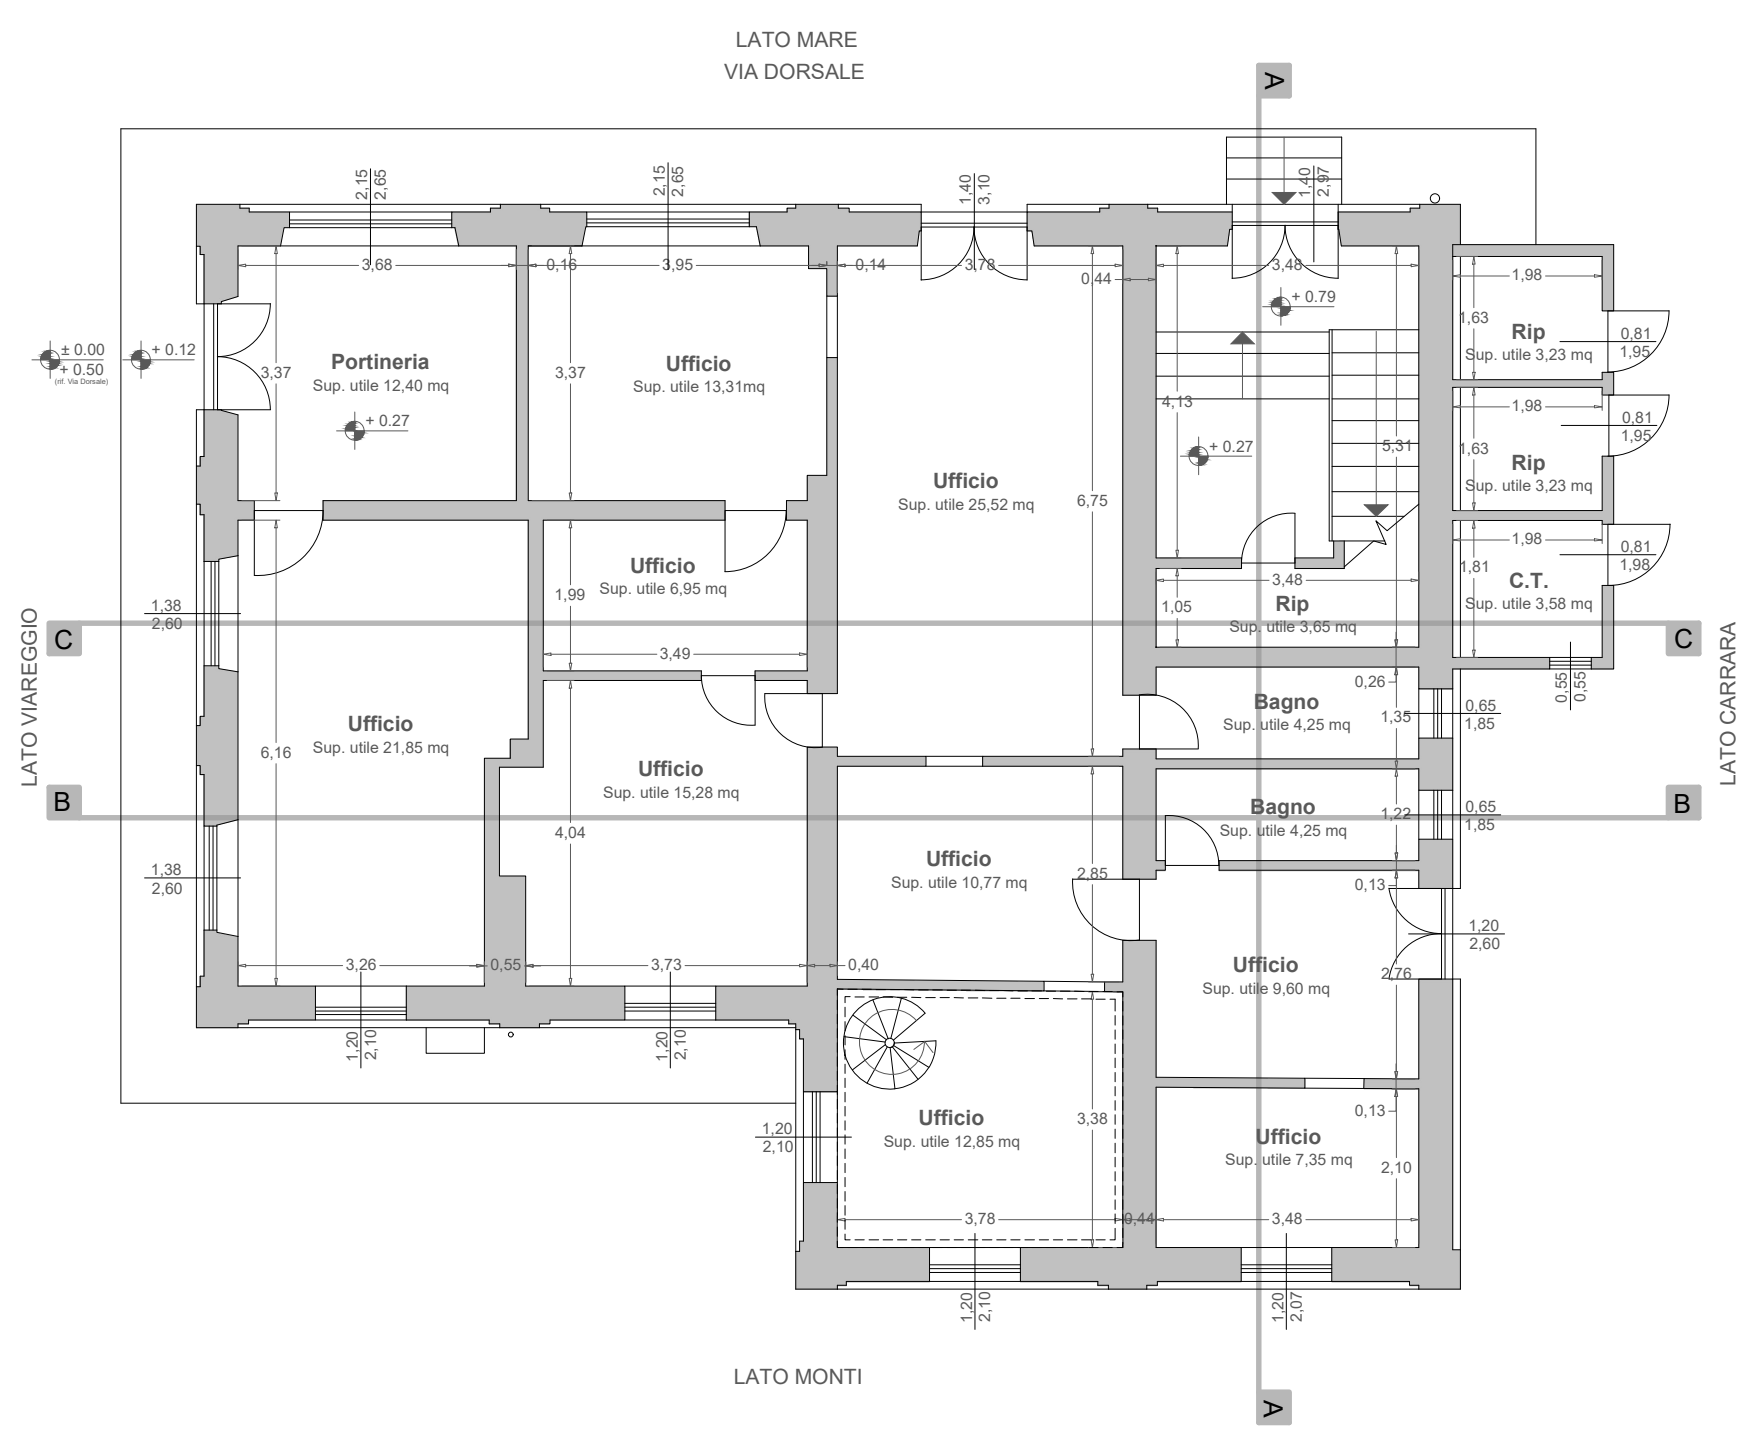 LATO MARE
VIA DORSALE
A
2,15
2,65
2,15
2,65
1,40
3,10
1,40
2,97
3,68
0,16
3,95
0,14
3,78
0,44
3,48
1,98
+ 0.79
1,63
Rip
Sup. utile 3,23 mq
0,81
1,95
± 0.00
+ 0.50
(rif. Via Dorsale)
+ 0.12
3,37
Portineria
Sup. utile 12,40 mq
+ 0.27
3,37
Ufficio
Sup. utile 13,31mq
4,13
+ 0.27
5,31
1,98
1,63
Rip
Sup. utile 3,23 mq
0,81
1,95
Ufficio
Sup. utile 25,52 mq
6,75
1,98
1,81
C.T.
Sup. utile 3,58 mq
0,81
1,98
Ufficio
Sup. utile 6,95 mq
1,99
3,49
3,48
1,05
Rip
Sup. utile 3,65 mq
1,38
2,60
LATO VIAREGGIO
C
C
LATO CARRARA
0,55
0,55
0,26
Bagno
Sup. utile 4,25 mq
1,35
0,65
1,85
Ufficio
Sup. utile 21,85 mq
6,16
Ufficio
Sup. utile 15,28 mq
4,04
B
Bagno
Sup. utile 4,25 mq
1,22
0,65
1,85
B
1,38
2,60
Ufficio
Sup. utile 10,77 mq
2,85
0,13
1,20
2,60
3,26
0,55
3,73
0,40
Ufficio
Sup. utile 9,60 mq
2,76
1,20
2,10
1,20
2,10
1,20
2,10
Ufficio
Sup. utile 12,85 mq
3,38
0,13
Ufficio
Sup. utile 7,35 mq
2,10
3,78
0,44
3,48
1,20
2,10
1,20
2,07
LATO MONTI
A